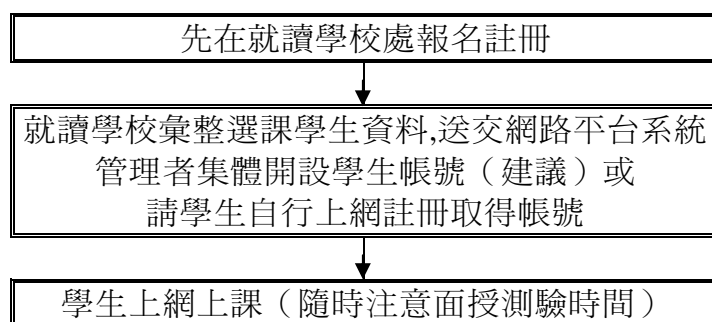 先在就讀學校處報名註冊
就讀學校彙整選課學生資料,送交網路平台系統
管理者集體開設學生帳號（建議）或
請學生自行上網註冊取得帳號
學生上網上課（隨時注意面授測驗時間）